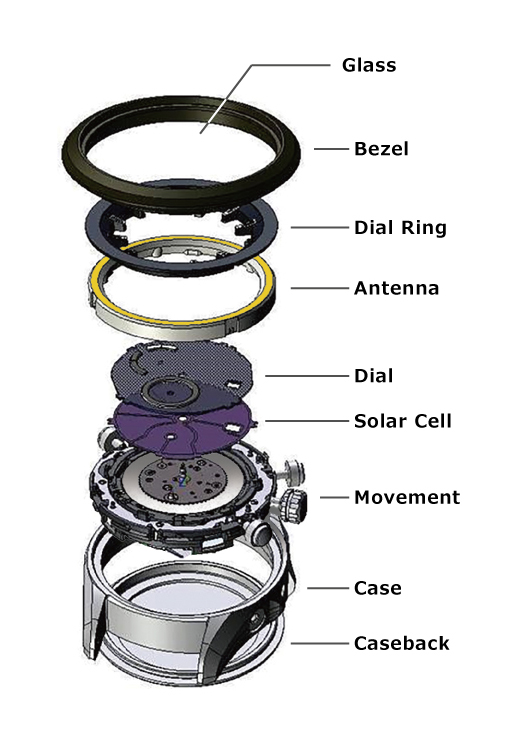 Glass
Bezel
Dial Ring
Antenna
Dial
Solar Cell
Movement
Case
Caseback